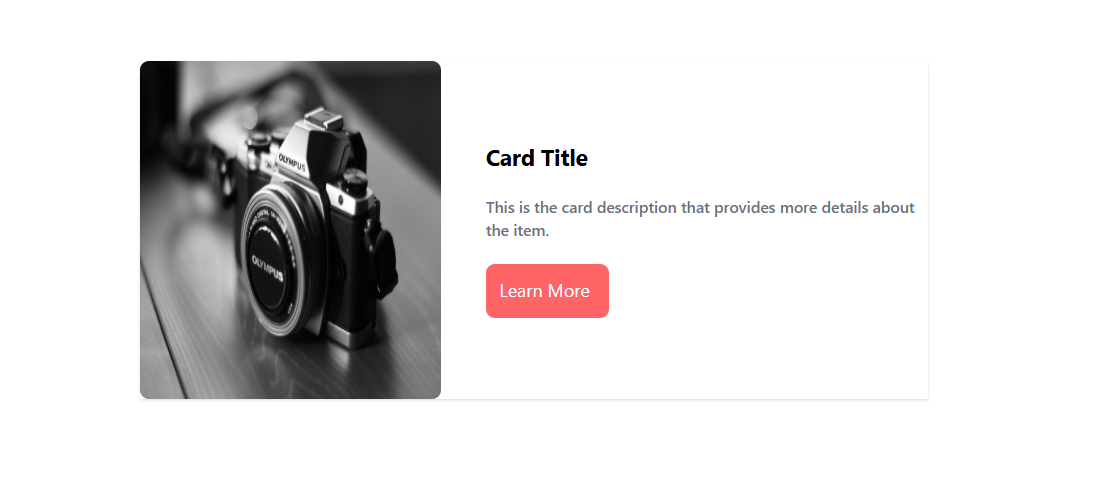 OLYMPUS
OLYMPUS
Card Title
This is the card description that provides more details about
the item.
Learn More